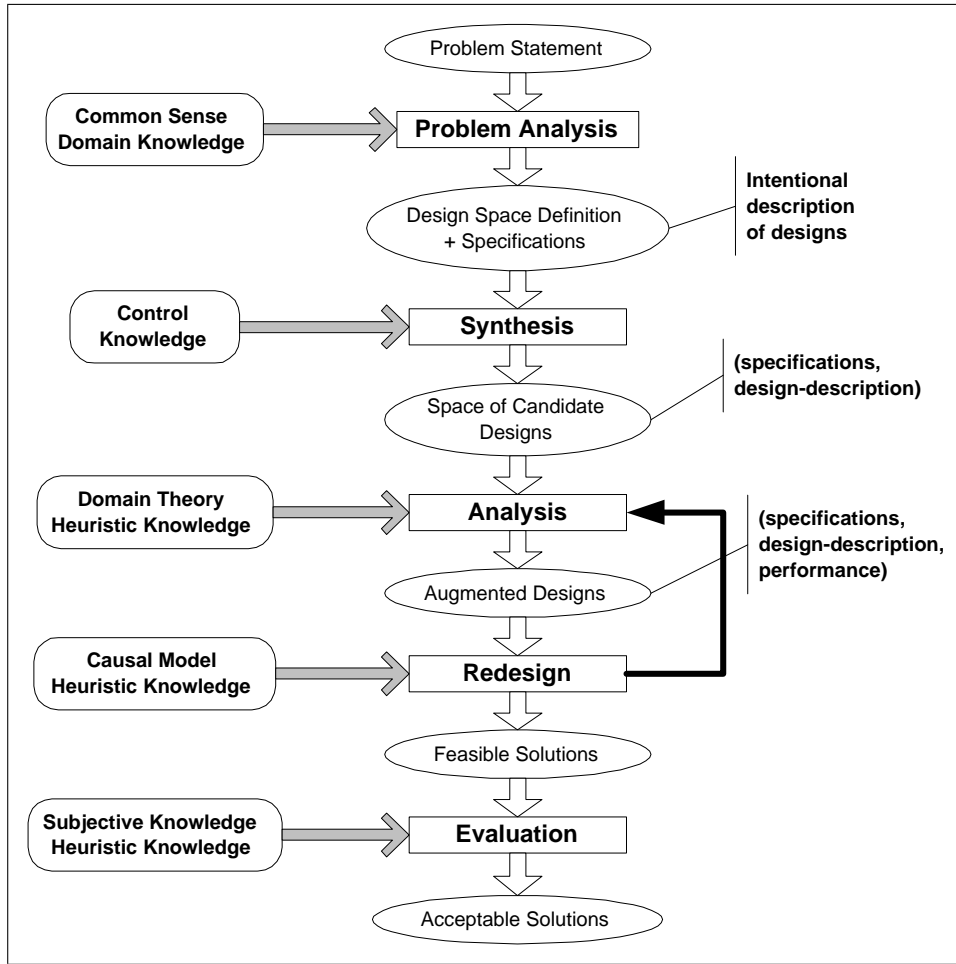 Problem Statement
Common Sense
Domain Knowledge
Problem Analysis
Intentional
description
of designs
Design Space Definition
+ Specifications
Control
Knowledge
Synthesis
(specifications,
design-description)
Space of Candidate
Designs
Domain Theory
Heuristic Knowledge
Analysis
(specifications,
design-description,
performance)
Augmented Designs
Causal Model
Heuristic Knowledge
Redesign
Feasible Solutions
Subjective Knowledge
Heuristic Knowledge
Evaluation
Acceptable Solutions